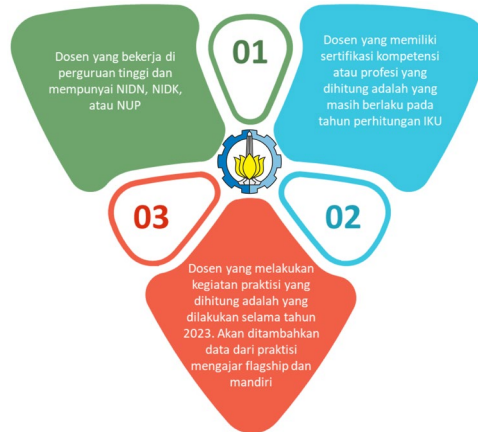 Dosen yang bekerja di
perguruan tinggi dan
mempunyai NIDN, NIDK,
atau NUP
01
Dosen yang memiliki
sertifikasi kompetensi
atau profesi yang
dihitung adalah yang
masih berlaku pada
tahun perhitungan IKU
02
03
Dosen yang melakukan
kegiatan praktisi yang
dihitung adalah yang
dilakukan selama tahun
2023. Akan ditambahkan
data dari praktisi
mengajar flagship dan
mandiri